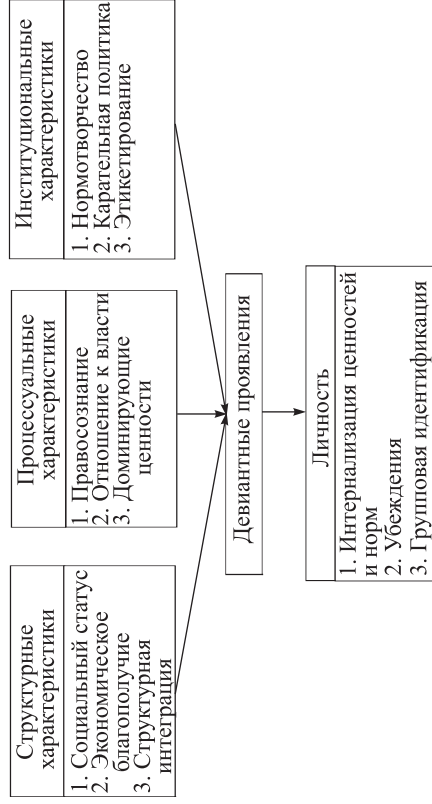 Структурные
характеристики
1. Социальный статус
2. Экономическое
благополучие
3. Структурная
интеграция
Процессуальные
характеристики
1. Правосознание
2. Отношение к власти
3. Доминирующие
ценности
Институциональные
характеристики
1. Нормотворчество
2. Карательная политика
3. Этикетирование
Девиантные проявления
Личность
1. Интернализация ценностей
и норм
2. Убеждения
3. Групповая идентификация